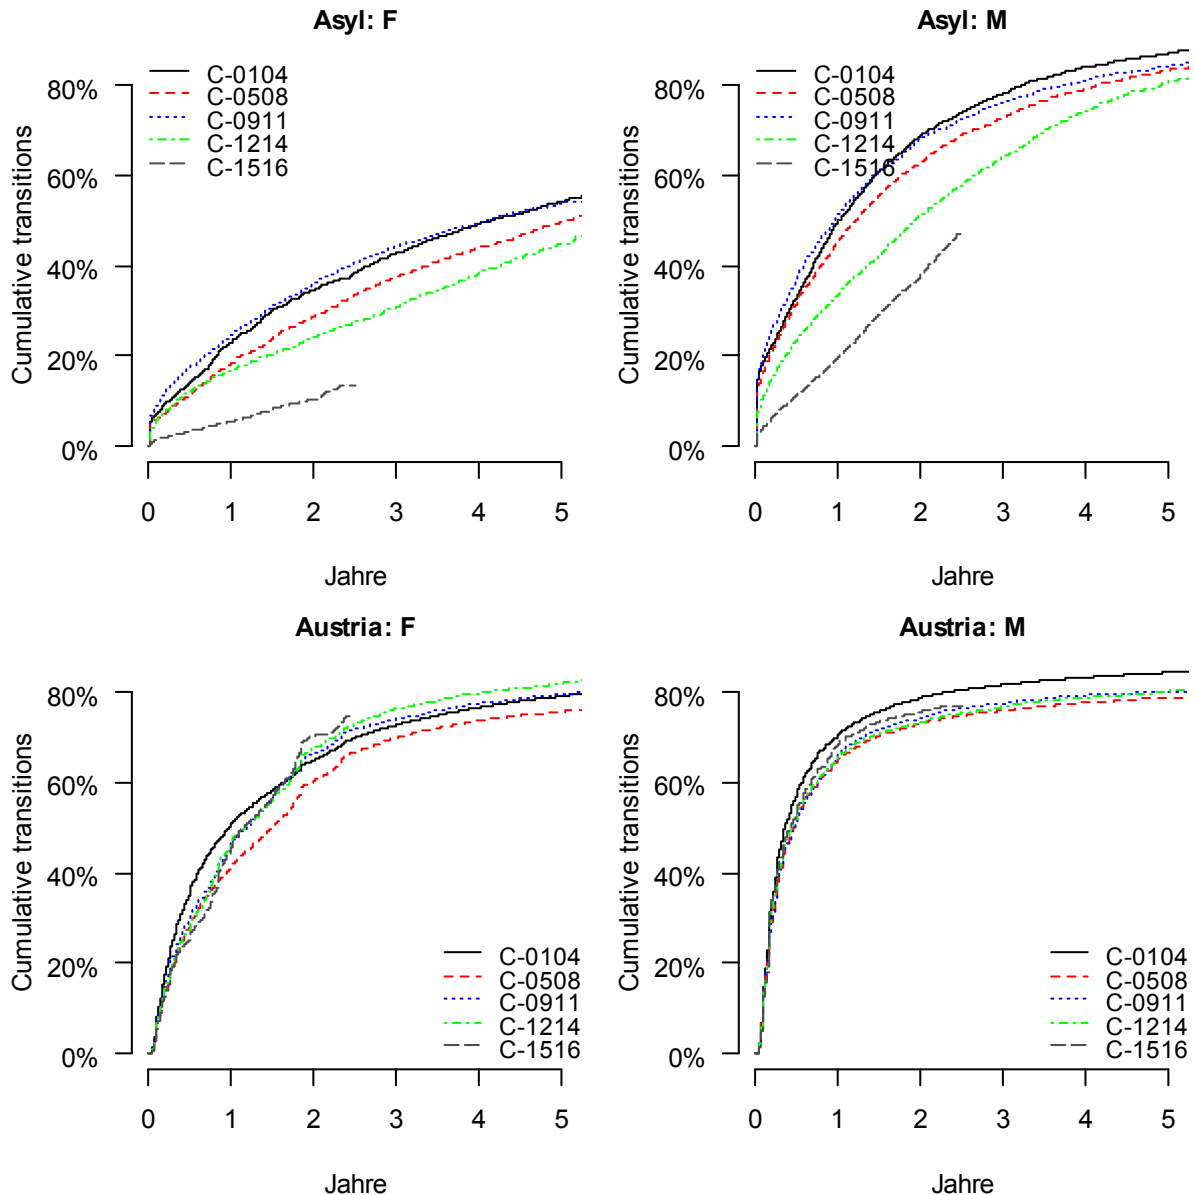 Asyl: F
Cumulative transitions
80%
60%
40%
20%
0%
C-0104
C-0508
C-0911
C-1214
C-1516
0 1 2 3 4 5
Jahre
Asyl: M
Cumulative transitions
80%
60%
40%
20%
0%
C-0104
C-0508
C-0911
C-1214
C-1516
0 1 2 3 4 5
Jahre
Austria: F
Cumulative transitions
80%
60%
40%
20%
0%
C-0104
C-0508
C-0911
C-1214
C-1516
0 1 2 3 4 5
Jahre
Austria: M
Cumulative transitions
80%
60%
40%
20%
0%
C-0104
C-0508
C-0911
C-1214
C-1516
0 1 2 3 4 5
Jahre